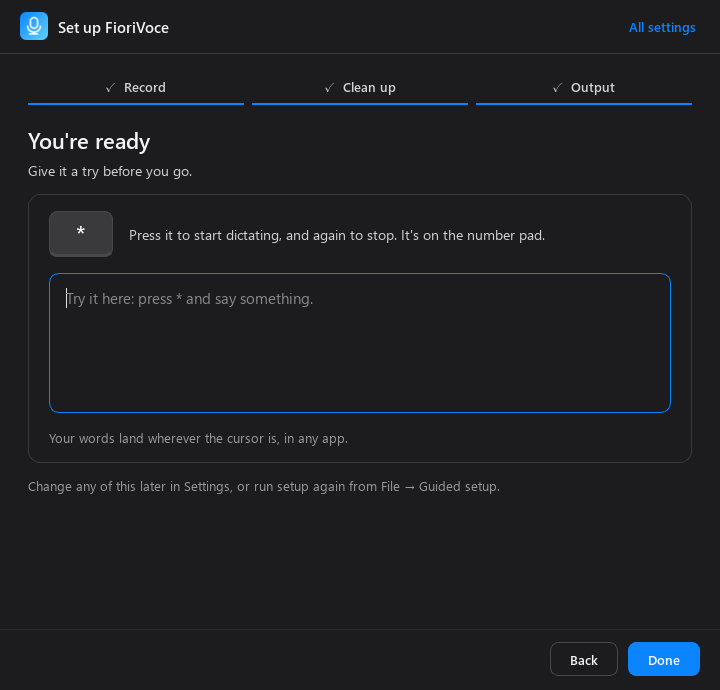 Set up FioriVoce
All settings
✓ Record
✓ Clean up
✓ Output
You're ready
Give it a try before you go.
*
Press it to start dictating, and again to stop. It's on the number pad.
Try it here: press * and say something.
Your words land wherever the cursor is, in any app.
Change any of this later in Settings, or run setup again from File → Guided setup.
Back
Done